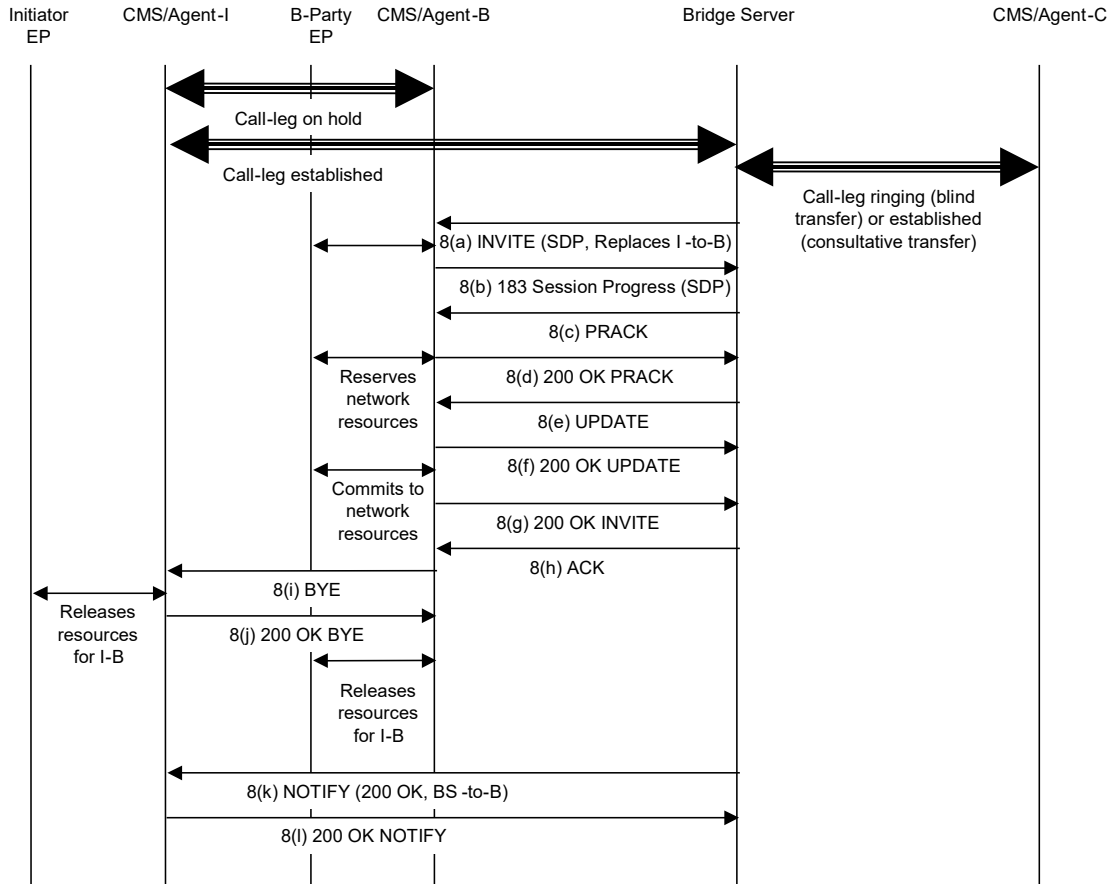 Initiator
EP
CMS/Agent-I
B-Party
EP
CMS/Agent-B
Bridge Server
CMS/Agent-C
Call-leg on hold
Call-leg established
Call-leg ringing (blind
transfer) or established
(consultative transfer)
8(a) INVITE (SDP, Replaces I -to-B)
8(b) 183 Session Progress (SDP)
8(c) PRACK
Reserves
network
resources
8(d) 200 OK PRACK
8(e) UPDATE
8(f) 200 OK UPDATE
Commits to
network
resources
8(g) 200 OK INVITE
8(h) ACK
8(i) BYE
Releases
resources
for I-B
8(j) 200 OK BYE
Releases
resources
for I-B
8(k) NOTIFY (200 OK, BS -to-B)
8(l) 200 OK NOTIFY